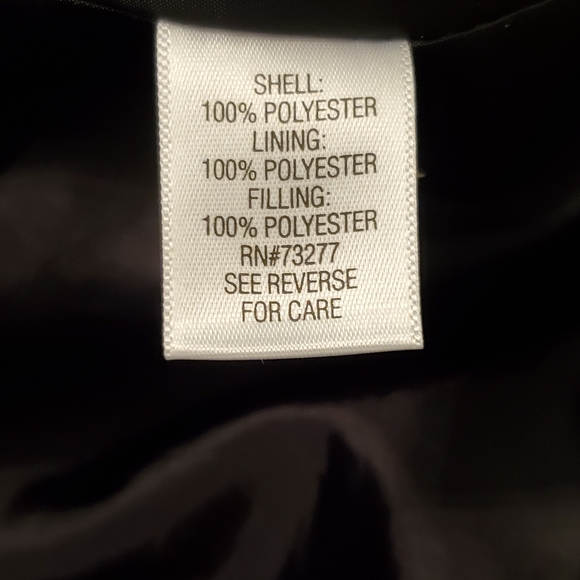 SHELL:
100% POLYESTER
LINING:
100% POLYESTER
FILLING:
100% POLYESTER
RN#73277
SEE REVERSE
FOR CARE